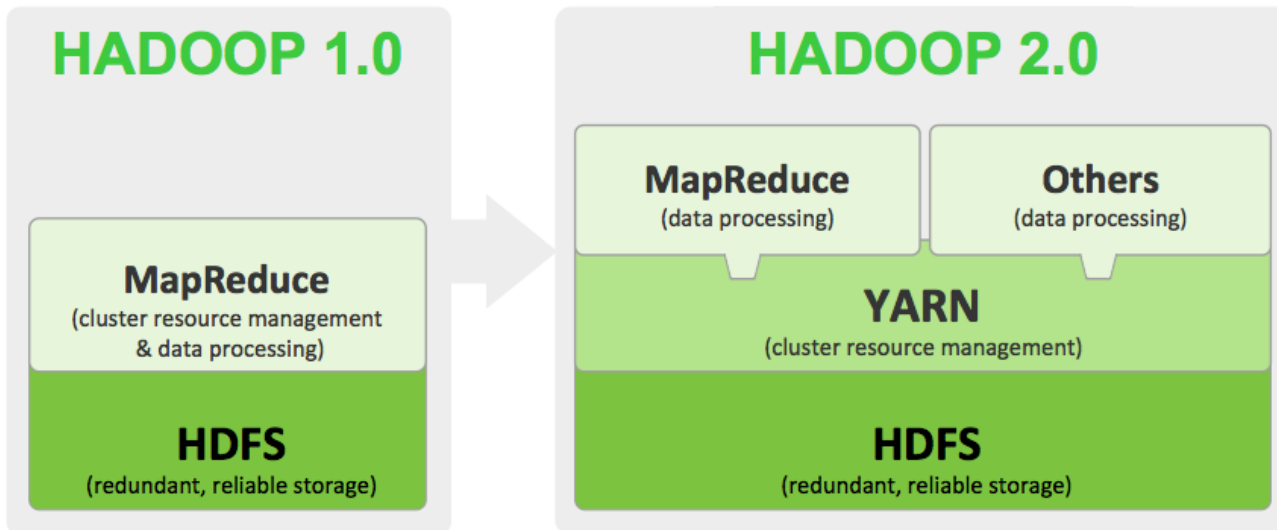 HADOOP 1.0
MapReduce
(cluster resource management
& data processing)
HDFS
(redundant, reliable storage)
HADOOP 2.0
MapReduce
(data processing)
Others
(data processing)
YARN
(cluster resource management)
HDFS
(redundant, reliable storage)